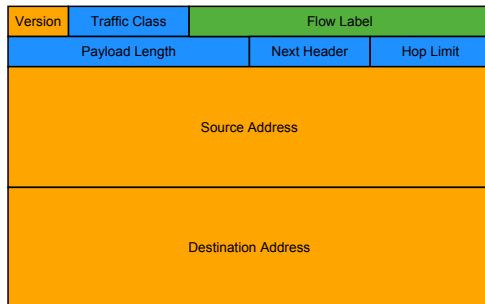 Version Traffic Class Flow Label
Payload Length Next Header Hop Limit
Source Address
Destination Address